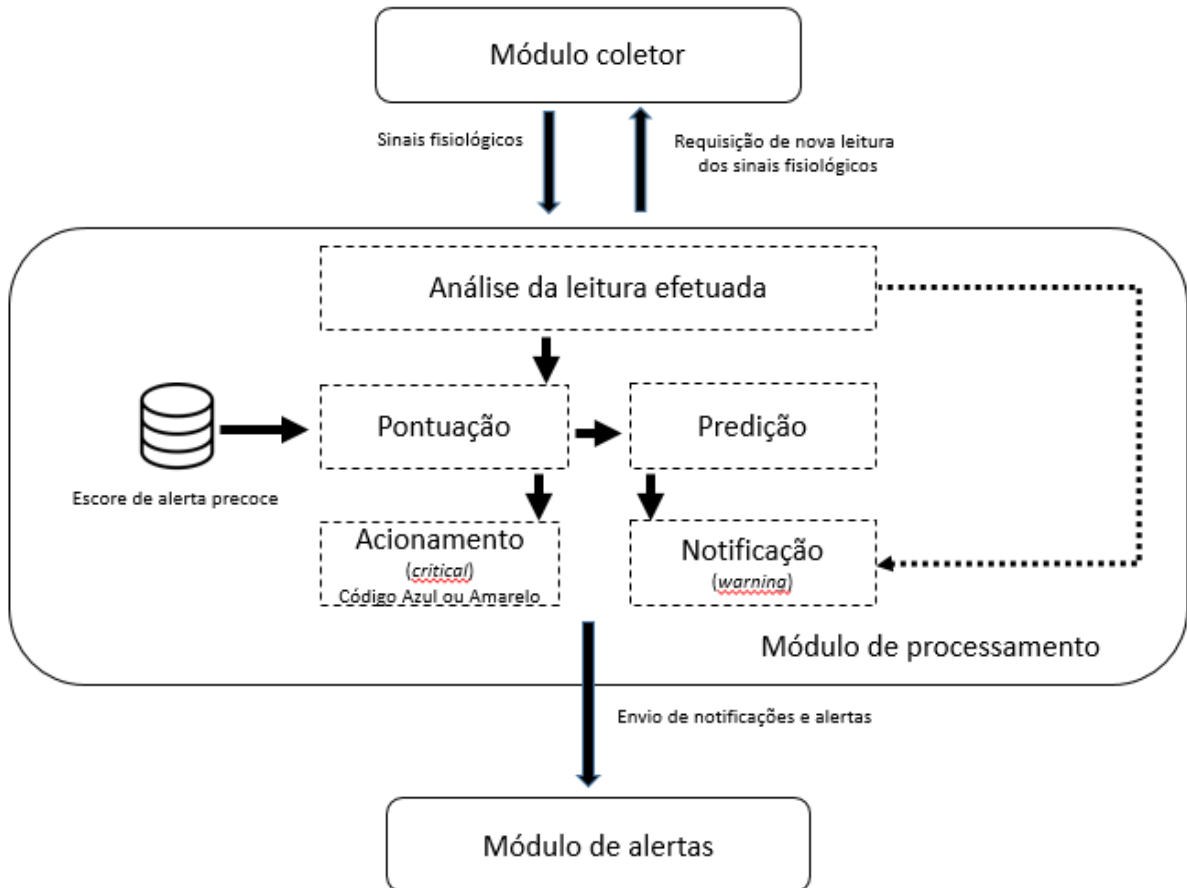 Módulo coletor
Sinais fisiológicos
Requisição de nova leitura
dos sinais fisiológicos
Análise da leitura efetuada
Pontuação
Predição
Escore de alerta precoce
Acionamento
(critical)
Código Azul ou Amarelo
Notificação
(warning)
Módulo de processamento
Envio de notificações e alertas
Módulo de alertas